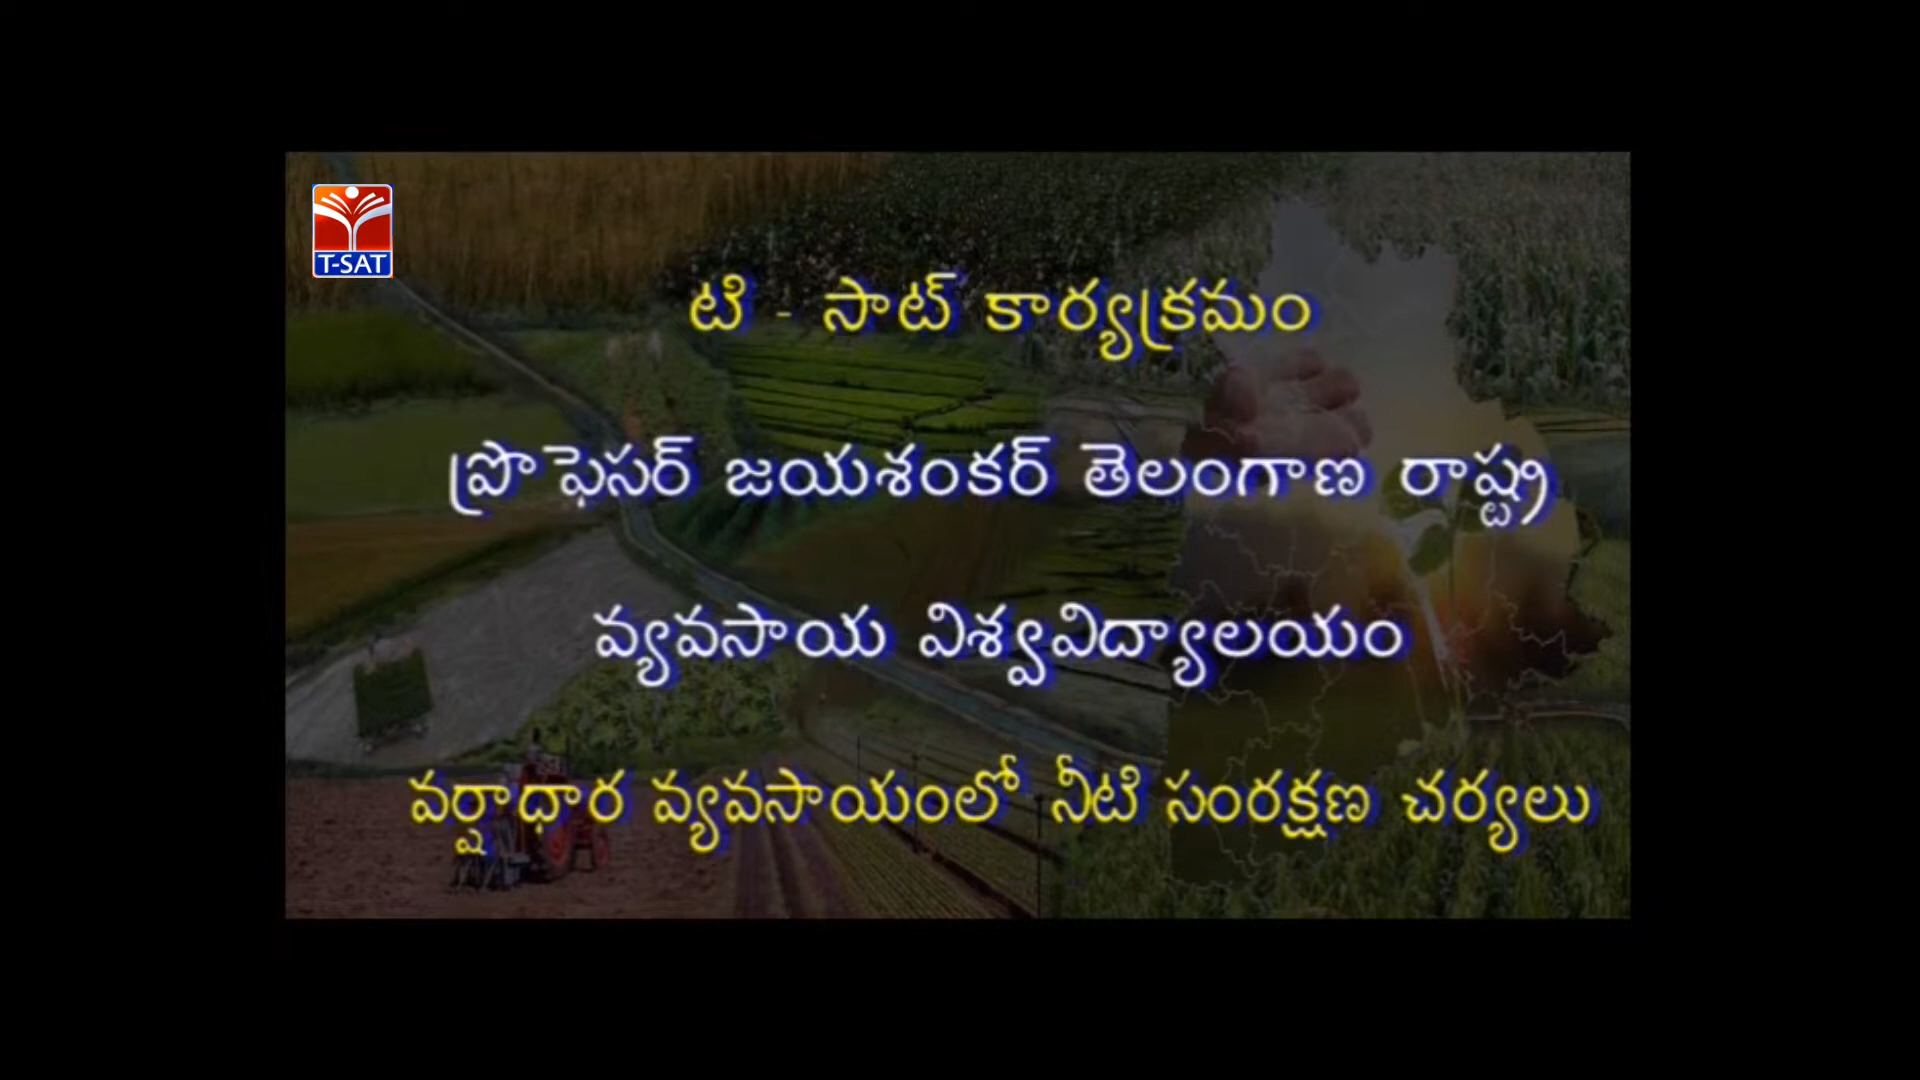 T-SAT
టి - సాట్ కార్యక్రమం
ప్రొఫెసర్ జయశంకర్ తెలంగాణ రాష్ట్ర
వ్యవసాయ విశ్వవిద్యాలయం
వర్షాధార వ్యవసాయంలో నీటి సంరక్షణ చర్యలు